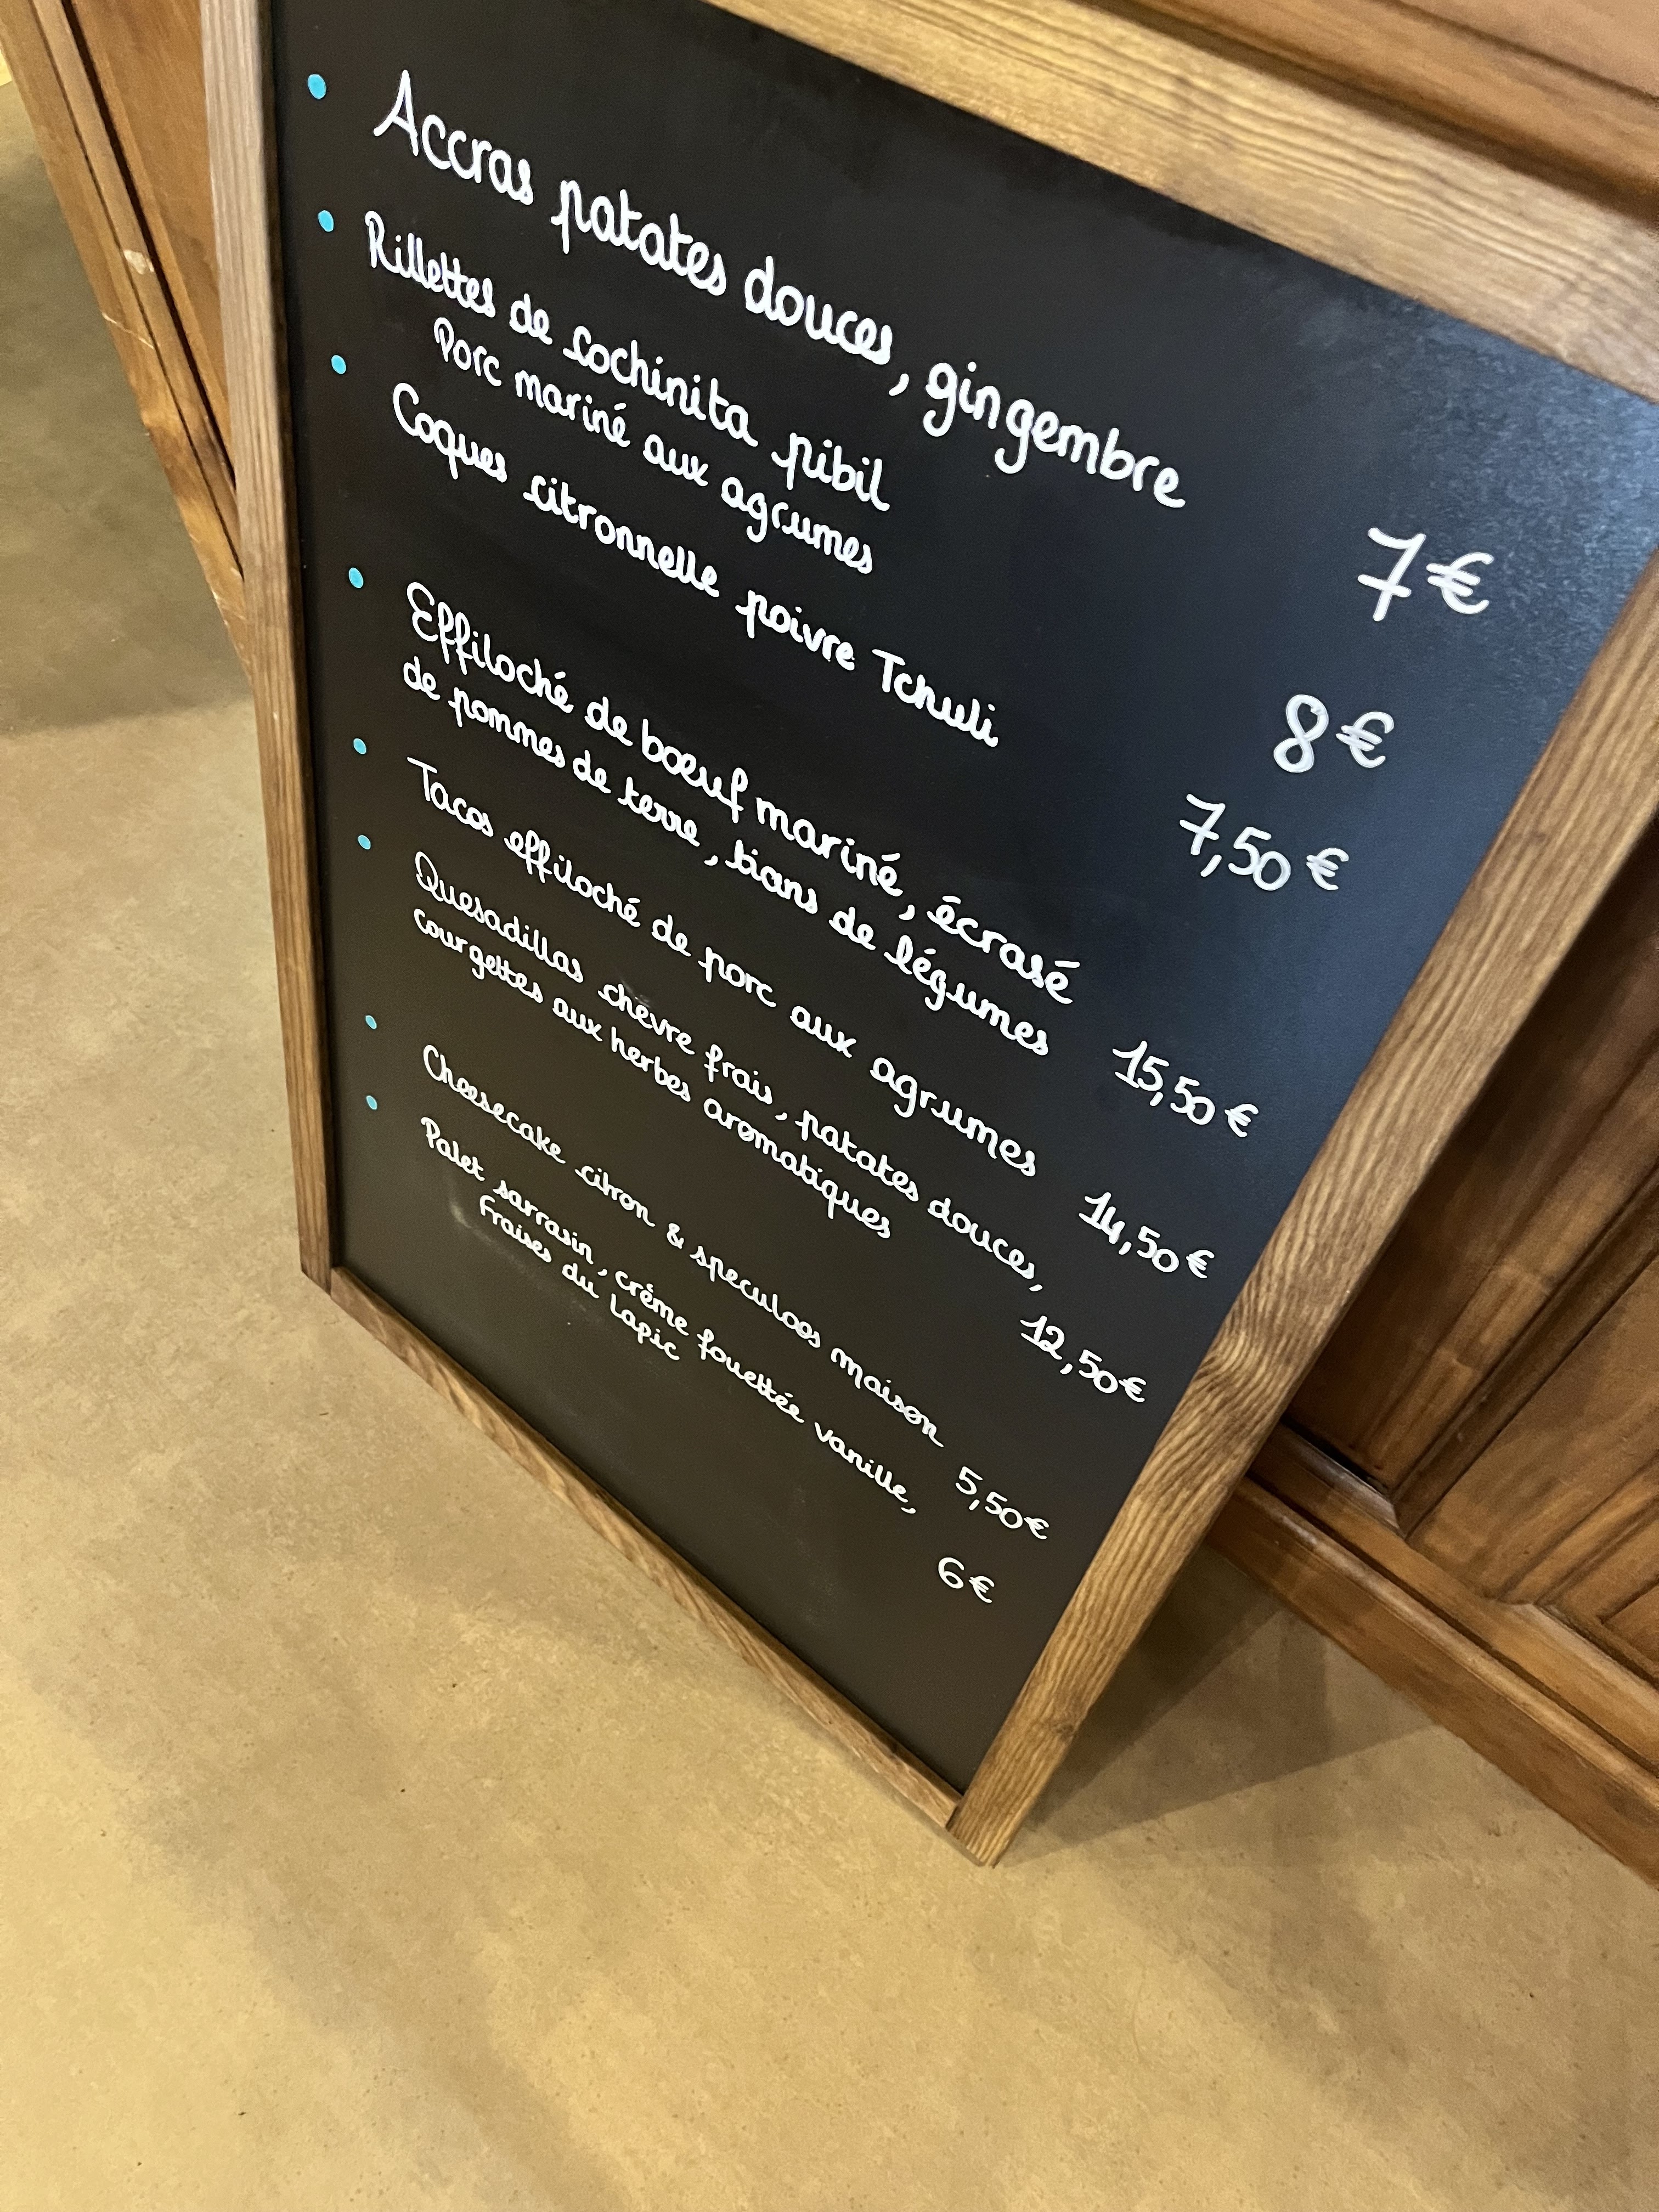 Accras patates douces, gingembre 7€
Rillettes de cochinita pibil
Porc mariné aux agrumes 8€
Coques citronnelle poivre Tchuli 7,50€
Effiloché de bœuf mariné, écrasé
de pommes de terre, tians de légumes 15,50€
Tacos effiloché de porc aux agrumes 14,50€
Quesadillas chèvre frais, patates douces,
courgettes aux herbes aromatiques 12,50€
Cheesecake citron & speculoos maison 5,50€
Palet sarrasin, crème fouettée vanille,
Fraises du Lapic 6€